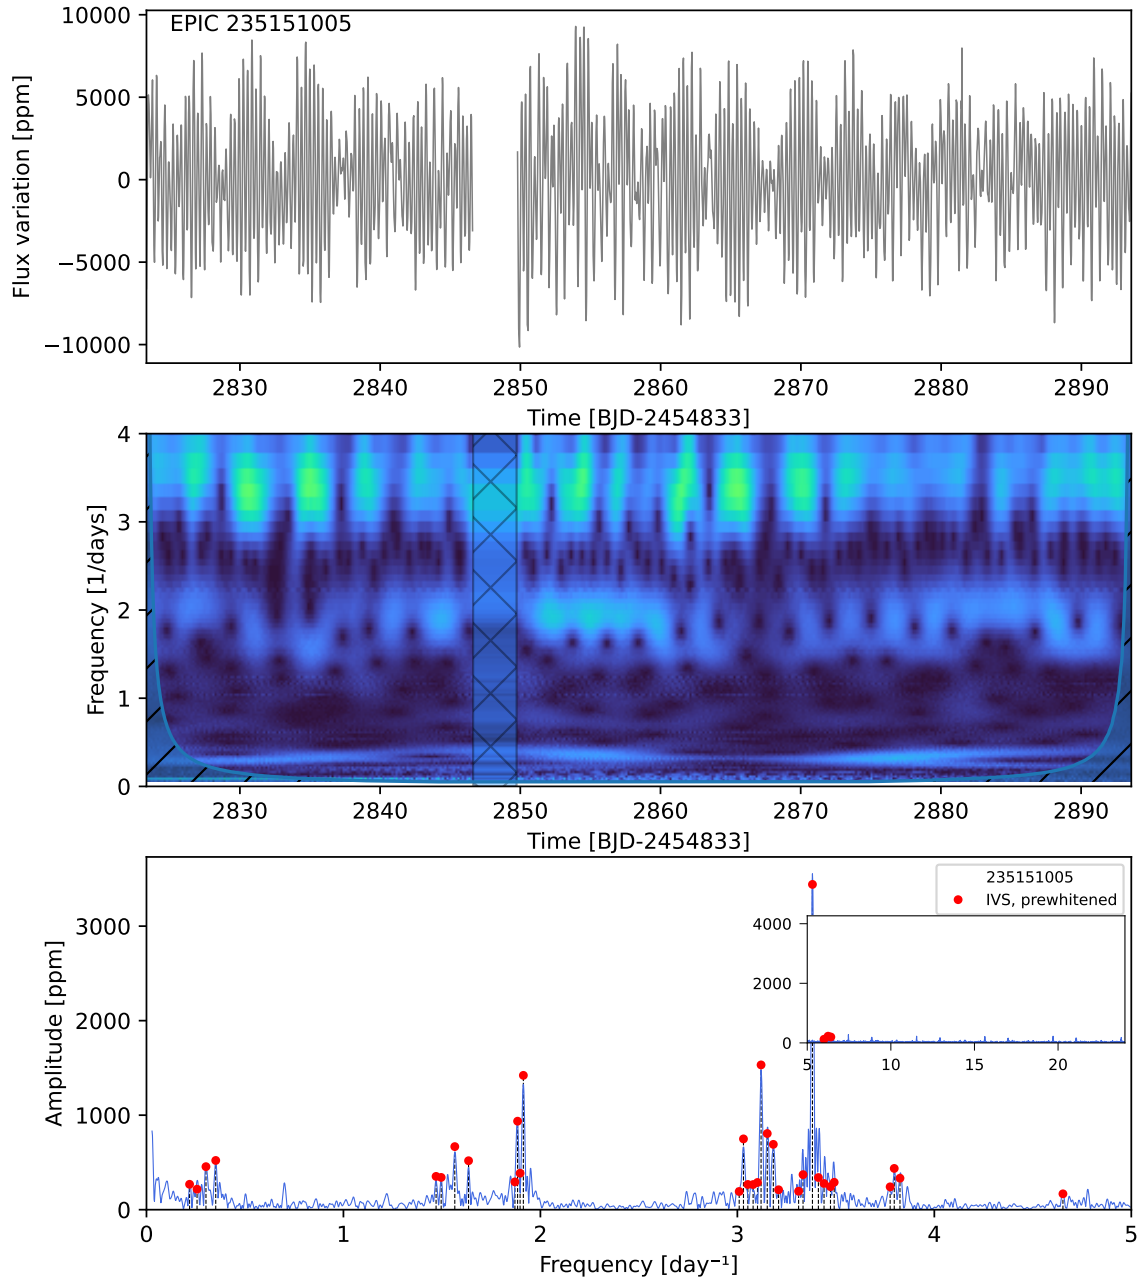 EPIC 235151005
10000
5000
0
−5000
−10000
Flux variation [ppm]
2830 2840 2850 2860 2870 2880 2890
Time [BJD-2454833]
4
3
2
1
0
Frequency [1/days]
2830 2840 2850 2860 2870 2880 2890
Time [BJD-2454833]
235151005
IVS, prewhitened
3000
2000
1000
0
Amplitude [ppm]
4000
2000
0
5 10 15 20
0 1 2 3 4 5
Frequency [day⁻¹]